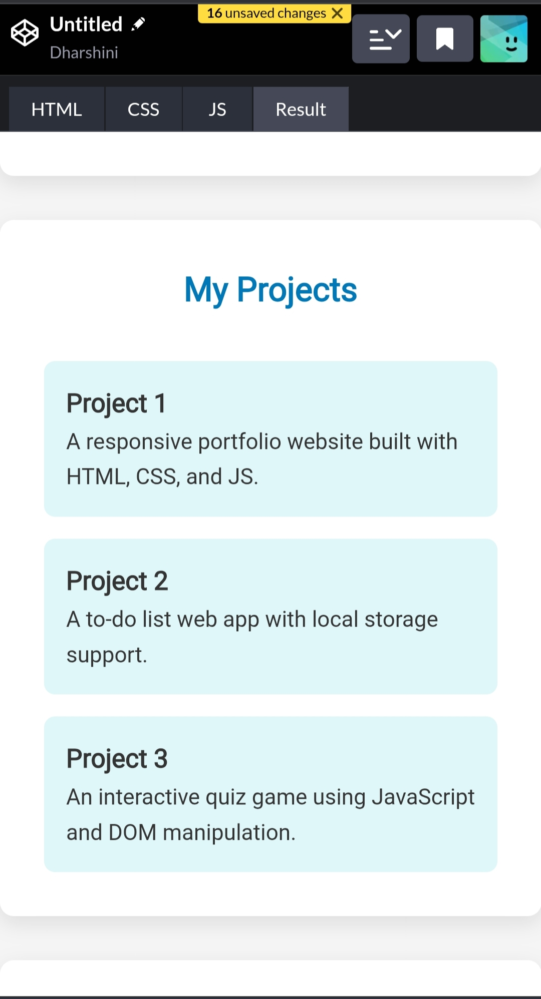 16 unsaved changes
Untitled
Dharshini
HTML CSS JS Result
My Projects
Project 1
A responsive portfolio website built with
HTML, CSS, and JS.
Project 2
A to-do list web app with local storage
support.
Project 3
An interactive quiz game using JavaScript
and DOM manipulation.